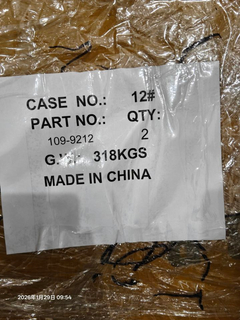 CASE NO.: 12#
PART NO.: QTY:
109-9212 2
318KGS
MADE IN CHINA
2026年1月29日 09:54